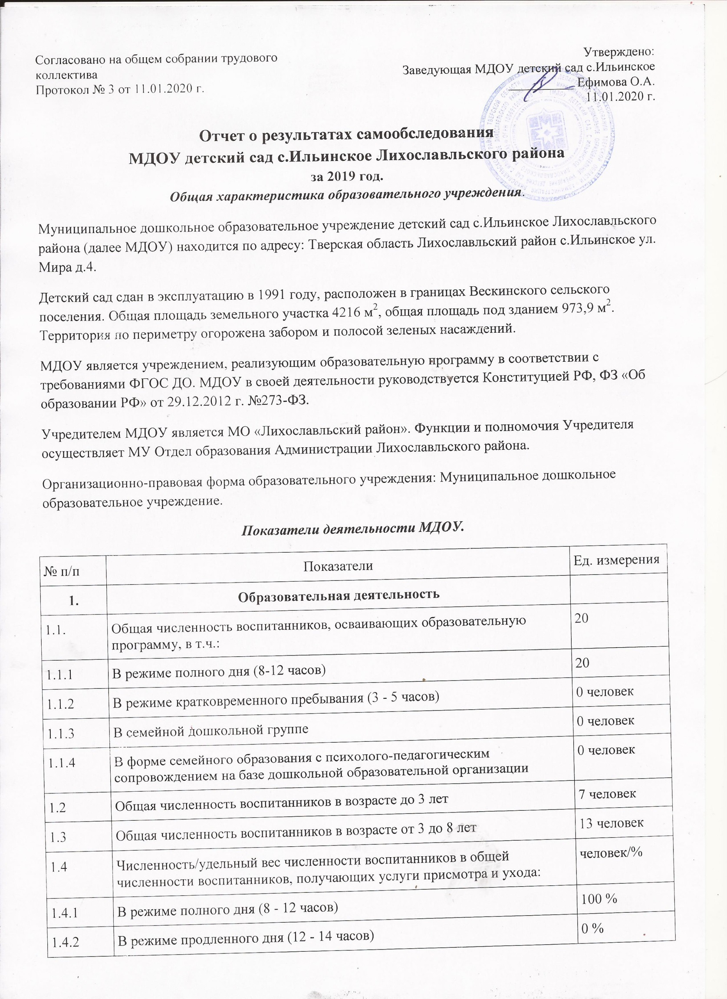 Согласовано на общем собрании трудового
коллектива
Протокол № 3 от 11.01.2020 г.
Утверждено:
Заведующая МДОУ детский сад с.Ильинское
Ефимова О.А.
11.01.2020 г.
Отчет о результатах самообследования
МДОУ детский сад с.Ильинское Лихославльского района
за 2019 год.
Общая характеристика образовательного учреждения.
Муниципальное дошкольное образовательное учреждение детский сад с.Ильинское Лихославльского
района (далее МДОУ) находится по адресу: Тверская область Лихославльский район с.Ильинское ул.
Мира д.4.
Детский сад сдан в эксплуатацию в 1991 году, расположен в границах Вескинского сельского
поселения. Общая площадь земельного участка 4216 м², общая площадь под зданием 973,9 м².
Территория по периметру огорожена забором и полосой зеленых насаждений.
МДОУ является учреждением, реализующим образовательную программу в соответствии с
требованиями ФГОС ДО. МДОУ в своей деятельности руководствуется Конституцией РФ, ФЗ «Об
образовании РФ» от 29.12.2012 г. №273-ФЗ.
Учредителем МДОУ является МО «Лихославльский район». Функции и полномочия Учредителя
осуществляет МУ Отдел образования Администрации Лихославльского района.
Организационно-правовая форма образовательного учреждения: Муниципальное дошкольное
образовательное учреждение.
Показатели деятельности МДОУ.
№ п/п Показатели Ед. измерения
1. Образовательная деятельность
1.1. Общая численность воспитанников, осваивающих образовательную 20
программу, в т.ч.:
1.1.1 В режиме полного дня (8-12 часов) 20
1.1.2 В режиме кратковременного пребывания (3 - 5 часов) 0 человек
1.1.3 В семейной дошкольной группе 0 человек
1.1.4 В форме семейного образования с психолого-педагогическим 0 человек
сопровождением на базе дошкольной образовательной организации
1.2 Общая численность воспитанников в возрасте до 3 лет 7 человек
1.3 Общая численность воспитанников в возрасте от 3 до 8 лет 13 человек
1.4 Численность/удельный вес численности воспитанников в общей человек/%
численности воспитанников, получающих услуги присмотра и ухода:
1.4.1 В режиме полного дня (8 - 12 часов) 100 %
1.4.2 В режиме продленного дня (12 - 14 часов) 0 %